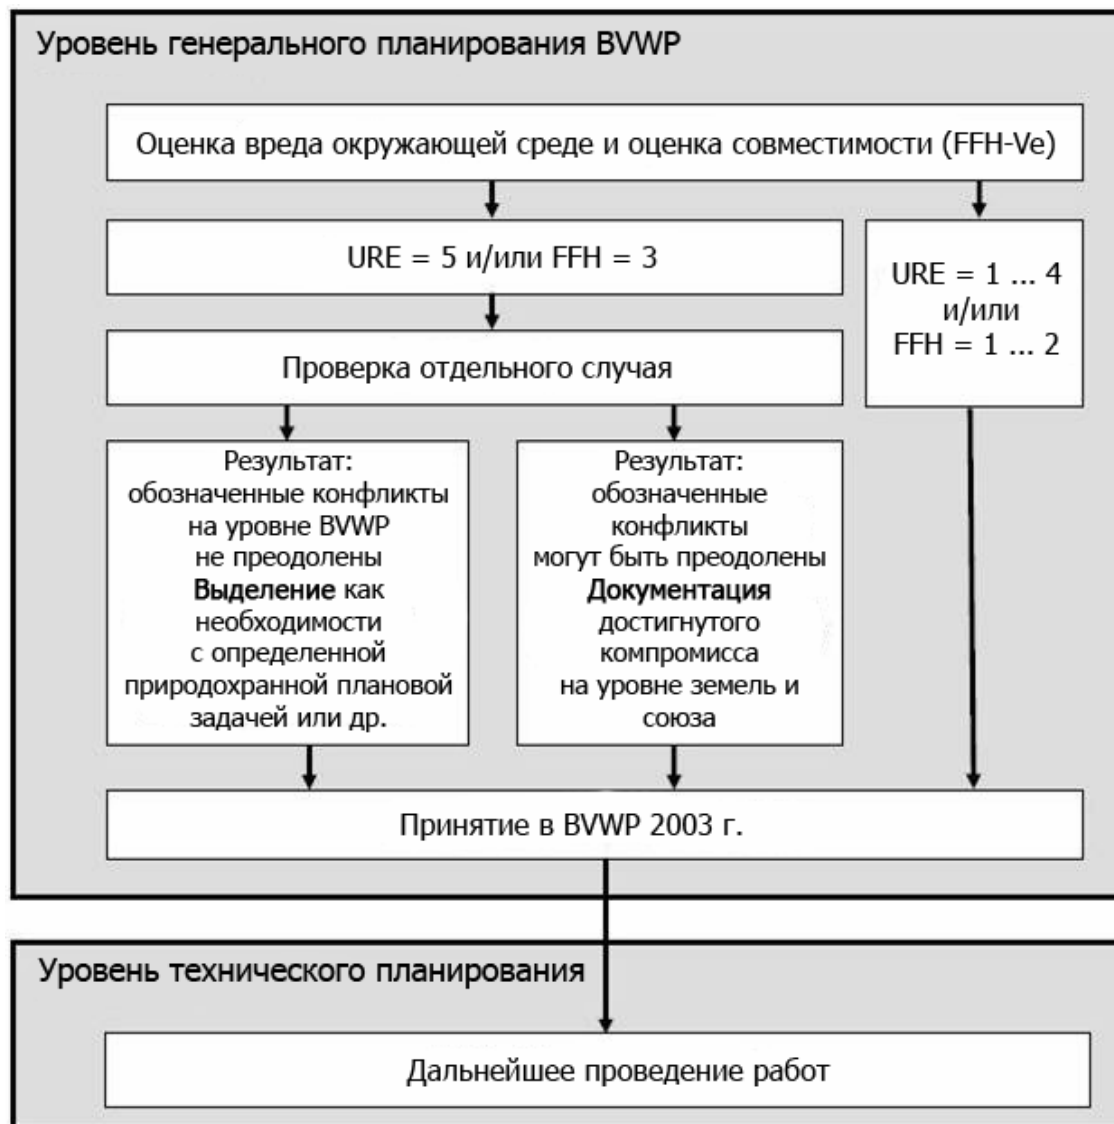 Уровень генерального планирования BVWP
Оценка вреда окружающей среде и оценка совместимости (FFH-Ve)
URE = 5 и/или FFH = 3
URE = 1 ... 4
и/или
FFH = 1 ... 2
Проверка отдельного случая
Результат:
обозначенные конфликты
на уровне BVWP
не преодолены
Выделение как
необходимости
с определенной
природохранной плановой
задачей или др.
Результат:
обозначенные
конфликты
могут быть преодолены
Документация
достигнутого
компромисса
на уровне земель и
союза
Принятие в BVWP 2003 г.
Уровень технического планирования
Дальнейшее проведение работ